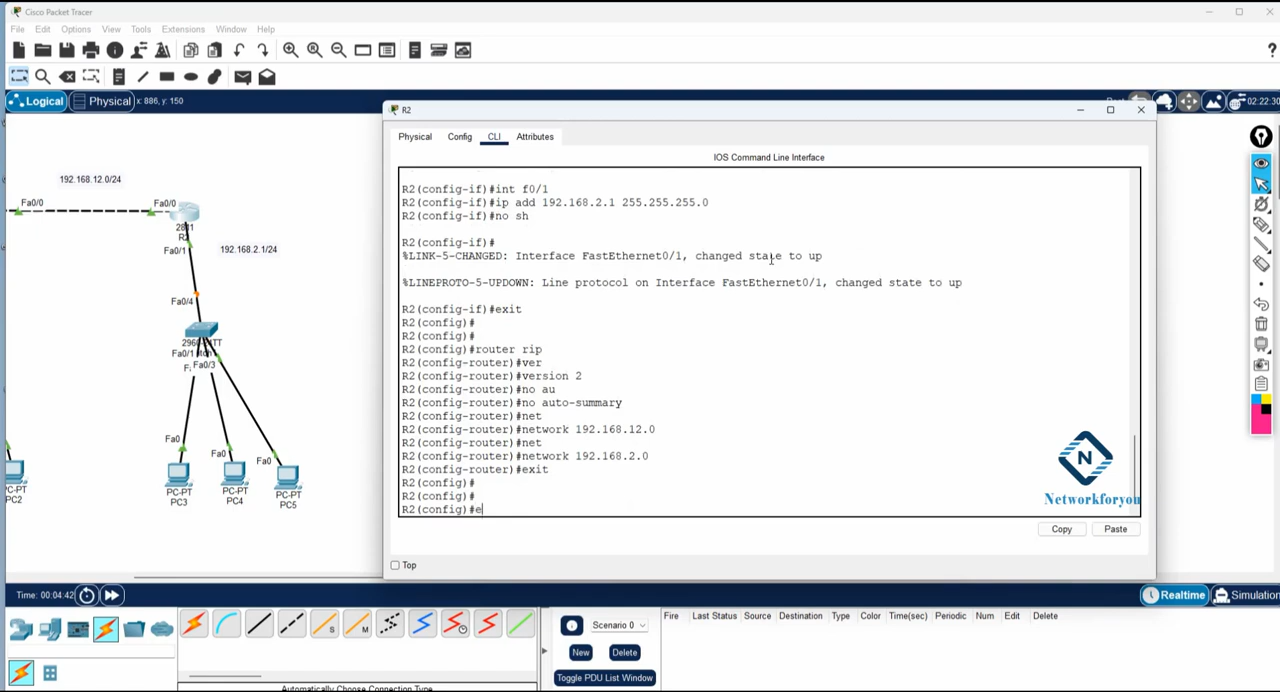 Cisco Packet Tracer
File Edit Options View Tools Extensions Window Help
?
Logical Physical x: 886, y: 150
02:22:30
R2
Physical Config CLI Attributes
IOS Command Line Interface
R2(config-if)#int f0/1
R2(config-if)#ip add 192.168.2.1 255.255.255.0
R2(config-if)#no sh
R2(config-if)#
%LINK-5-CHANGED: Interface FastEthernet0/1, changed state to up
%LINEPROTO-5-UPDOWN: Line protocol on Interface FastEthernet0/1, changed state to up
R2(config-if)#exit
R2(config)#
R2(config)#
R2(config)#router rip
R2(config-router)#ver
R2(config-router)#version 2
R2(config-router)#no au
R2(config-router)#no auto-summary
R2(config-router)#net
R2(config-router)#network 192.168.12.0
R2(config-router)#net
R2(config-router)#network 192.168.2.0
R2(config-router)#exit
R2(config)#
R2(config)#
R2(config)#e
Copy Paste
Top
N
Networkforyou
192.168.12.0/24
Fa0/0 Fa0/0
R2
Fa0/1
192.168.2.1/24
Fa0/4
Fa0/1
Fa0/3
Fa0 Fa0 Fa0
PC2
PC-PT PC-PT PC-PT
PC3 PC4 PC5
Time: 00:04:42
Realtime Simulation
S M
Automatically Choose Connection Type
Scenario 0
New Delete
Toggle PDU List Window
Fire Last Status Source Destination Type Color Time(sec) Periodic Num Edit Delete